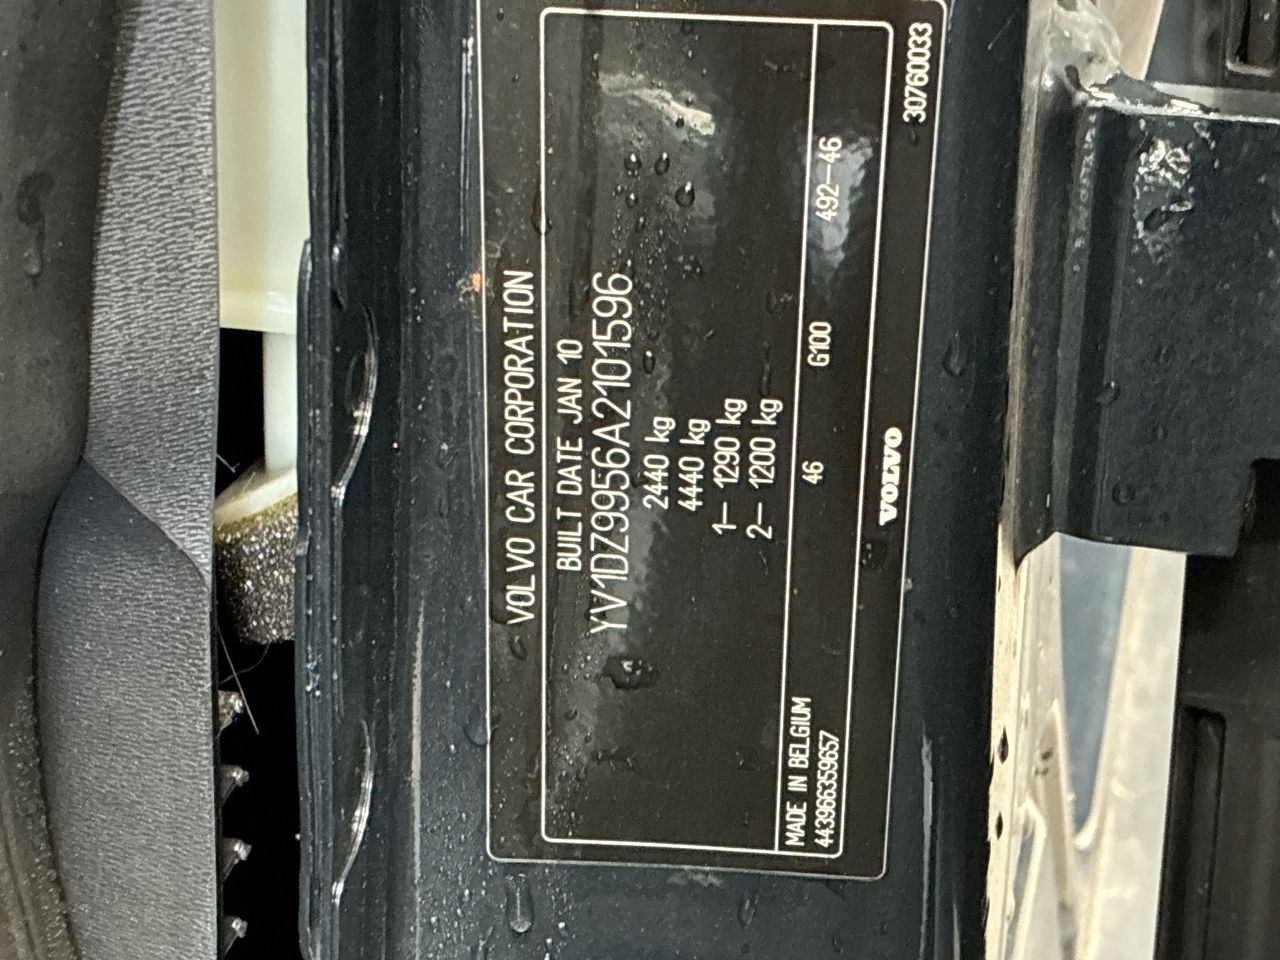 VOLVO CAR CORPORATION
BUILT DATE JAN 10
YV1DZ9956A2101596
2440 kg
4440 kg
1– 1290 kg
2– 1200 kg
MADE IN BELGIUM 46 G100 492–46
443966359657
VOLVO
30760033